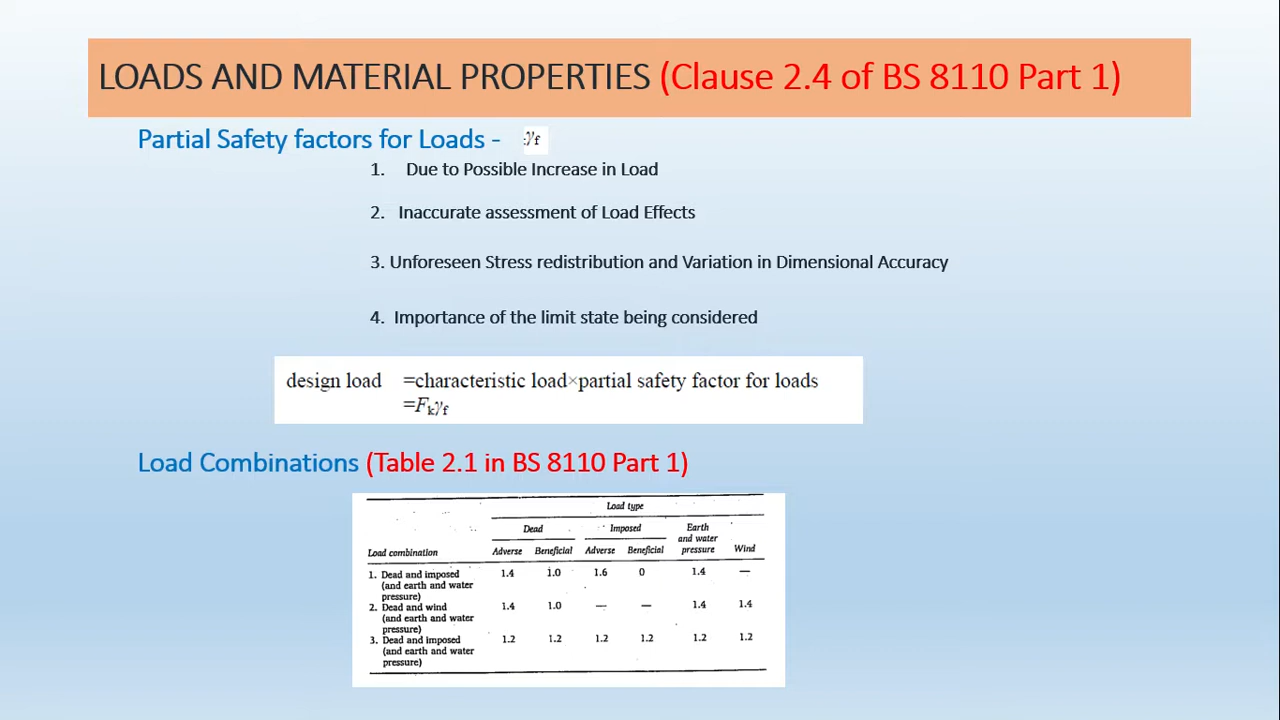 LOADS AND MATERIAL PROPERTIES (Clause 2.4 of BS 8110 Part 1)
Partial Safety factors for Loads - γf
1. Due to Possible Increase in Load
2. Inaccurate assessment of Load Effects
3. Unforeseen Stress redistribution and Variation in Dimensional Accuracy
4. Importance of the limit state being considered
design load =characteristic load×partial safety factor for loads
=Fkγf
Load Combinations (Table 2.1 in BS 8110 Part 1)
Load type
Dead Imposed Earth and water pressure Wind
Load combination Adverse Beneficial Adverse Beneficial
1. Dead and imposed 1.4 1.0 1.6 0 1.4 —
(and earth and water
pressure)
2. Dead and wind 1.4 1.0 — — 1.4 1.4
(and earth and water
pressure)
3. Dead and imposed 1.2 1.2 1.2 1.2 1.2 1.2
(and earth and water
pressure)